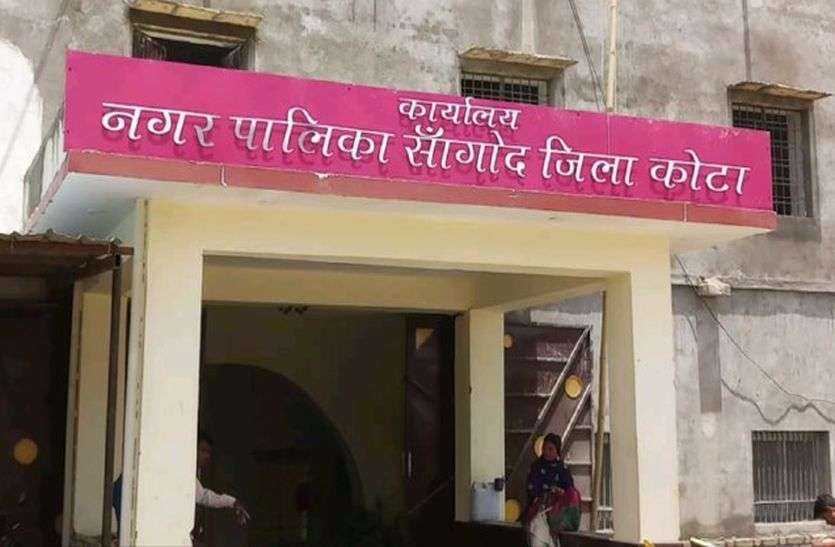 कार्यालय
नगर पालिका साँगोद जिला कोटा